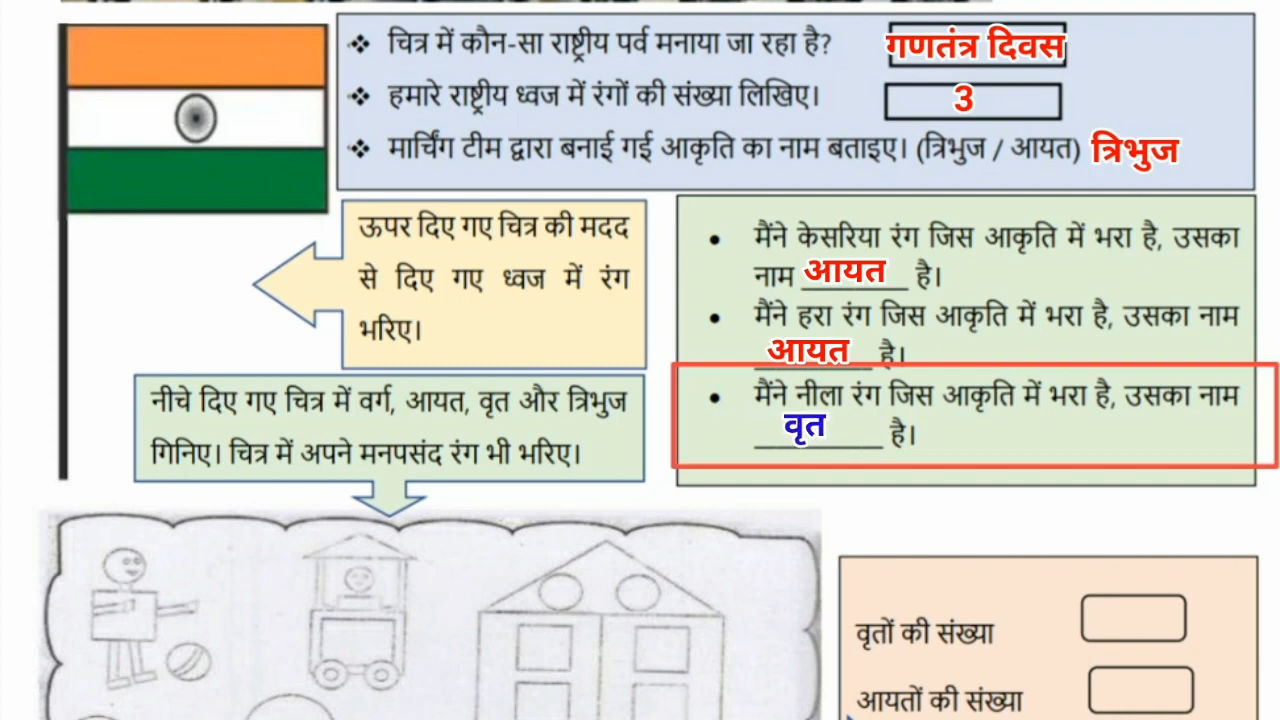 ❖ चित्र में कौन-सा राष्ट्रीय पर्व मनाया जा रहा है? गणतंत्र दिवस
❖ हमारे राष्ट्रीय ध्वज में रंगों की संख्या लिखिए। 3
❖ मार्चिंग टीम द्वारा बनाई गई आकृति का नाम बताइए। (त्रिभुज / आयत) त्रिभुज
ऊपर दिए गए चित्र की मदद
से दिए गए ध्वज में रंग
भरिए।
• मैंने केसरिया रंग जिस आकृति में भरा है, उसका
नाम आयत है।
• मैंने हरा रंग जिस आकृति में भरा है, उसका नाम
आयत है।
• मैंने नीला रंग जिस आकृति में भरा है, उसका नाम
वृत है।
नीचे दिए गए चित्र में वर्ग, आयत, वृत और त्रिभुज
गिनिए। चित्र में अपने मनपसंद रंग भी भरिए।
वृतों की संख्या
आयतों की संख्या